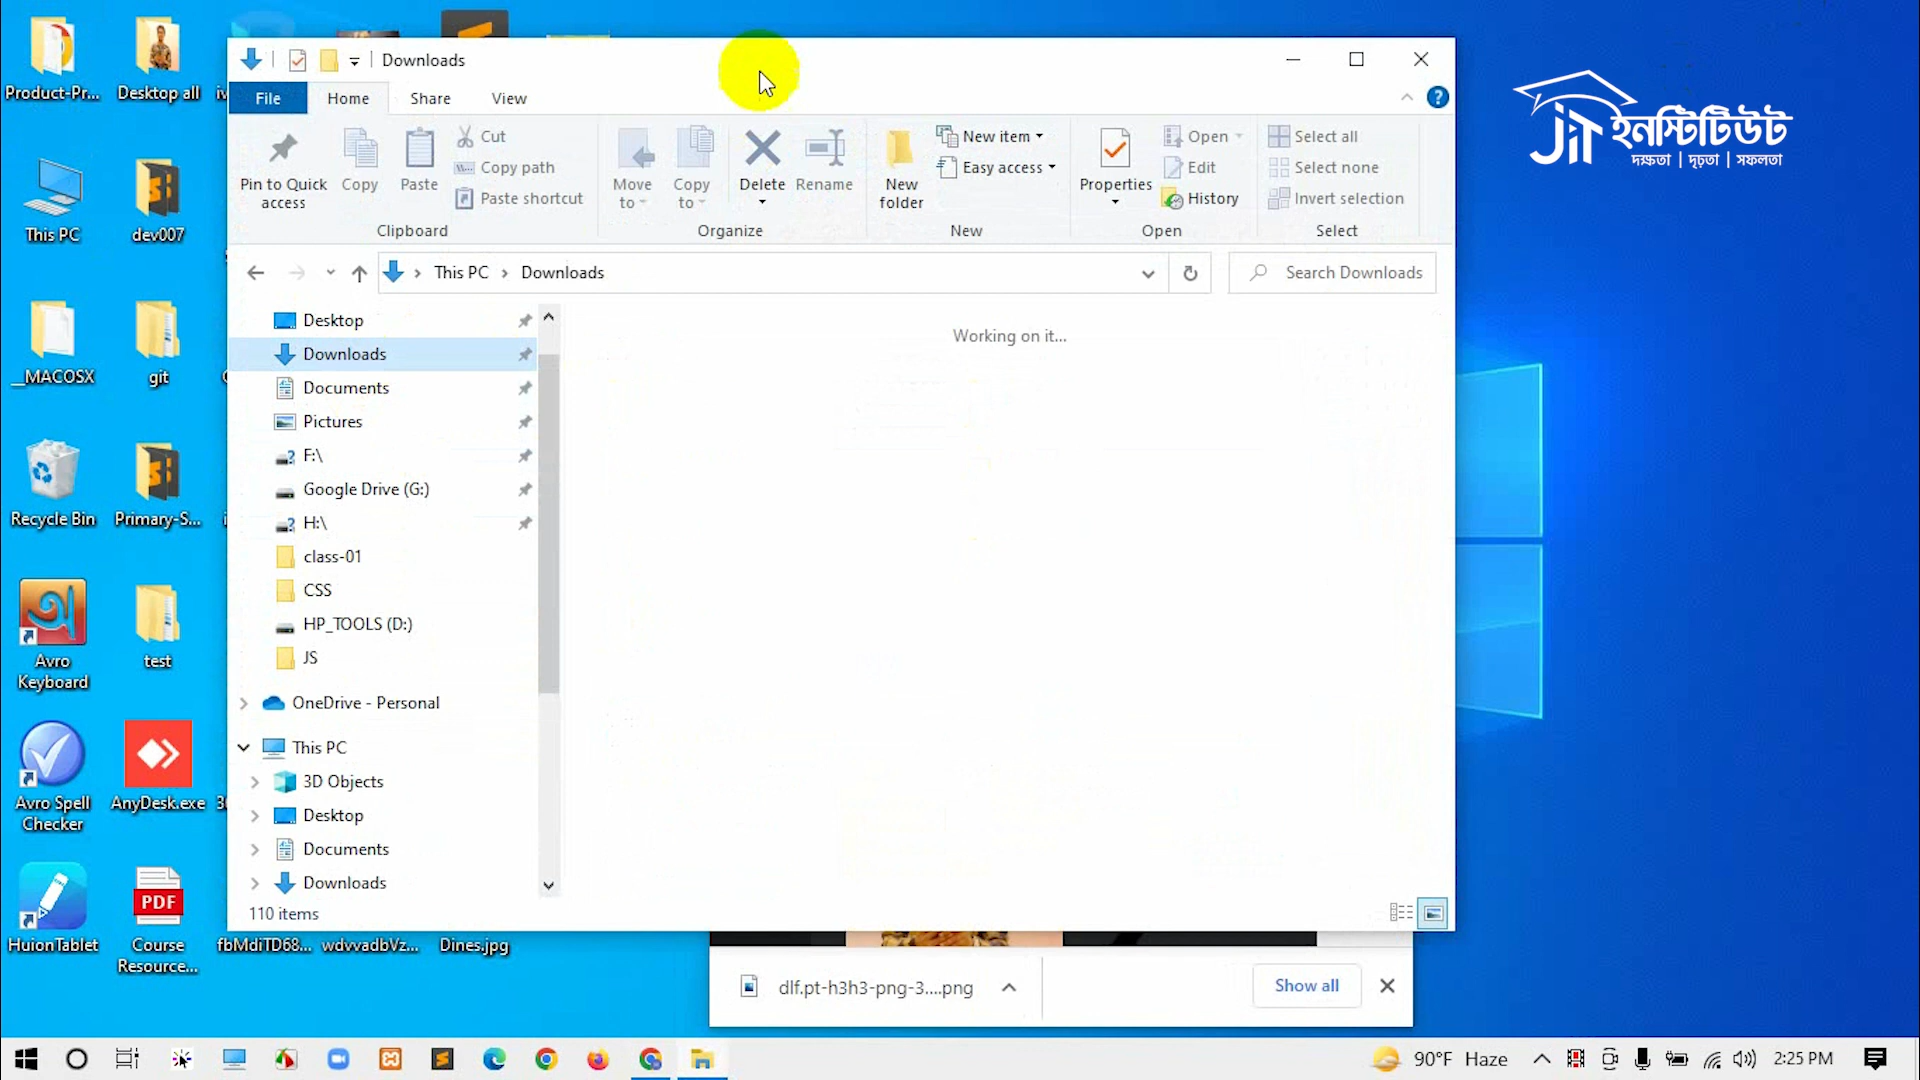 Product-Pr...
Desktop all
This PC
dev007
__MACOSX
git
Recycle Bin
Primary-S...
Avro
Keyboard
test
Avro Spell
Checker
AnyDesk.exe
HuionTablet
PDF
Course
Resource...
fbMdiTD68...
wdvvadbVz...
Dines.jpg
Downloads
File
Home
Share
View
Pin to Quick
access
Copy
Paste
Cut
Copy path
Paste shortcut
Clipboard
Move
to
Copy
to
Delete
Rename
Organize
New
folder
New item
Easy access
New
Properties
Open
Edit
History
Open
Select all
Select none
Invert selection
Select
This PC
Downloads
Search Downloads
Desktop
Downloads
Documents
Pictures
F:\
Google Drive (G:)
H:\
class-01
CSS
HP_TOOLS (D:)
JS
OneDrive - Personal
This PC
3D Objects
Desktop
Documents
Downloads
Working on it...
110 items
dlf.pt-h3h3-png-3....png
Show all
JIT ইনস্টিটিউট
দক্ষতা | দৃঢ়তা | সফলতা
90°F Haze
2:25 PM